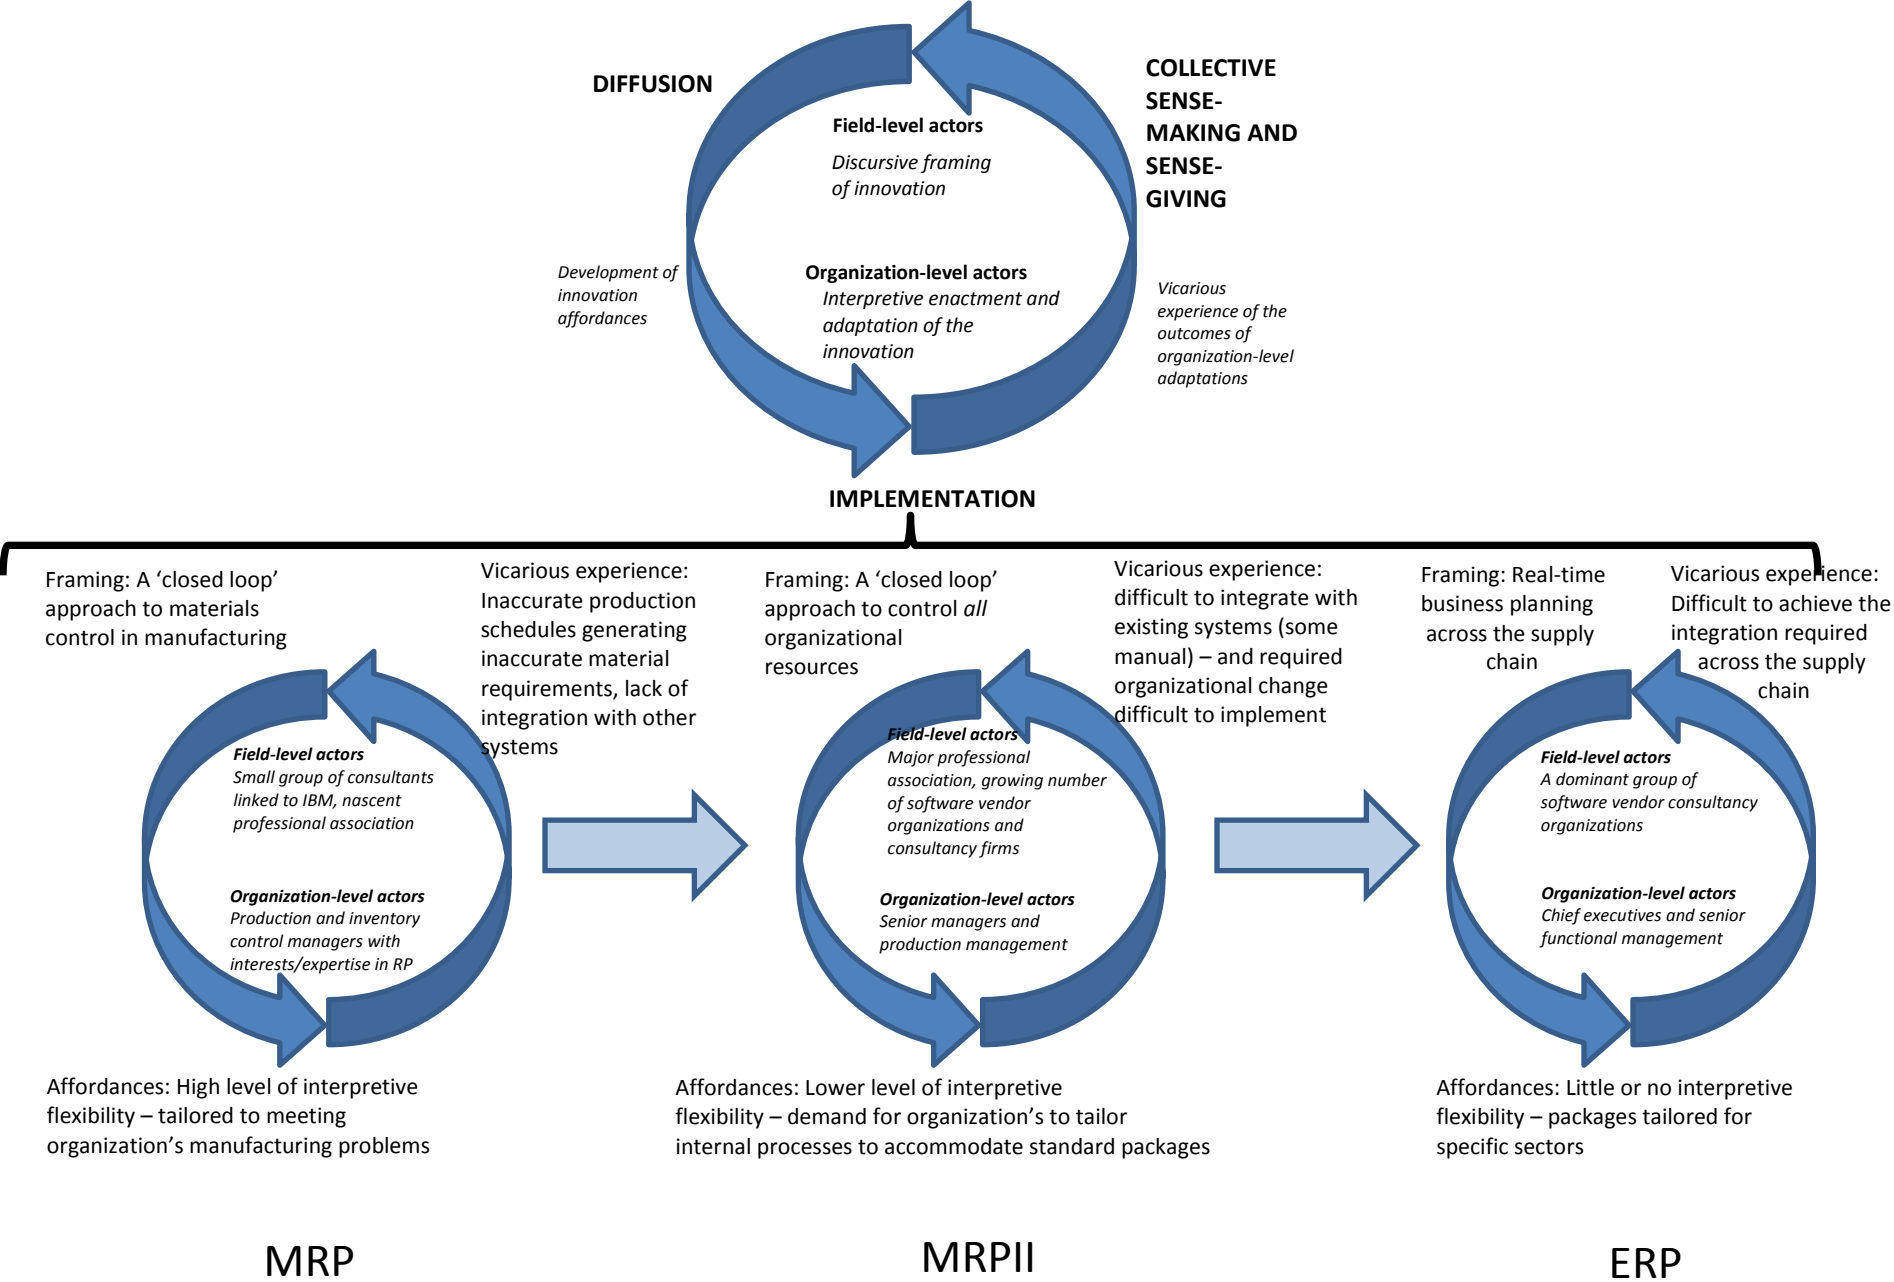 DIFFUSION
COLLECTIVE
SENSE-
MAKING AND
SENSE-
GIVING
Field-level actors
Discursive framing
of innovation
Development of
innovation
affordances
Organization-level actors
Interpretive enactment and
adaptation of the
innovation
Vicarious
experience of the
outcomes of
organization-level
adaptations
IMPLEMENTATION
Framing: A ‘closed loop’
approach to materials
control in manufacturing
Vicarious experience:
Inaccurate production
schedules generating
inaccurate material
requirements, lack of
integration with other
systems
Field-level actors
Small group of consultants
linked to IBM, nascent
professional association
Organization-level actors
Production and inventory
control managers with
interests/expertise in RP
Affordances: High level of interpretive
flexibility – tailored to meeting
organization’s manufacturing problems
MRP
Framing: A ‘closed loop’
approach to control all
organizational
resources
Vicarious experience:
difficult to integrate with
existing systems (some
manual) – and required
organizational change
difficult to implement
Field-level actors
Major professional
association, growing number
of software vendor
organizations and
consultancy firms
Organization-level actors
Senior managers and
production management
Affordances: Lower level of interpretive
flexibility – demand for organization’s to tailor
internal processes to accommodate standard packages
MRPII
Framing: Real-time
business planning
across the supply
chain
Vicarious experience:
Difficult to achieve the
integration required
across the supply
chain
Field-level actors
A dominant group of
software vendor consultancy
organizations
Organization-level actors
Chief executives and senior
functional management
Affordances: Little or no interpretive
flexibility – packages tailored for
specific sectors
ERP